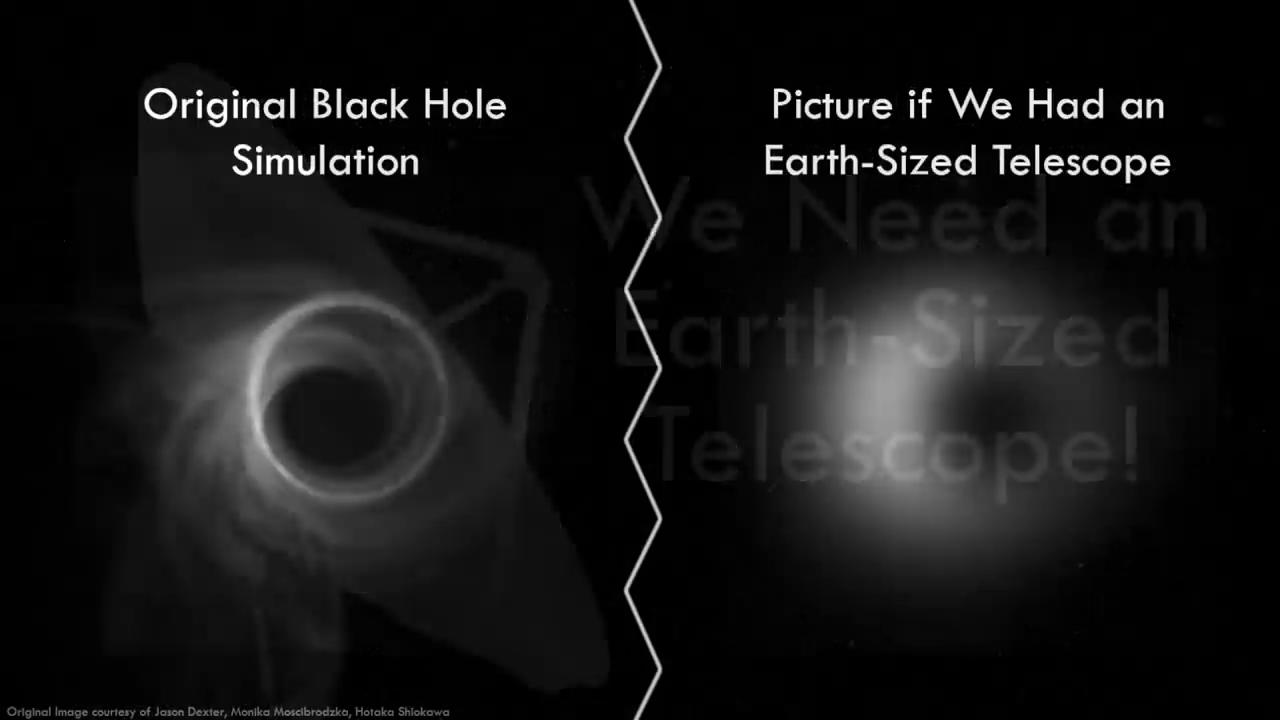 Original Black Hole
Simulation
Picture if We Had an
Earth-Sized Telescope
We Need an
Earth-Sized
Telescope!
Original Image courtesy of Jason Dexter, Monika Moscibrodzka, Hotaka Shiokawa